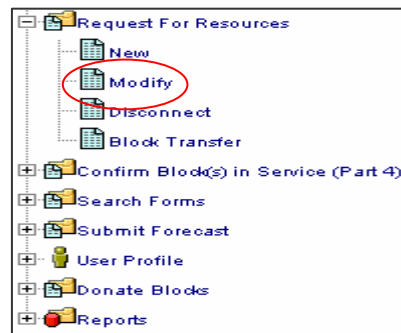 Request For Resources
New
Modify
Disconnect
Block Transfer
Confirm Block(s) in Service (Part 4)
Search Forms
Submit Forecast
User Profile
Donate Blocks
Reports